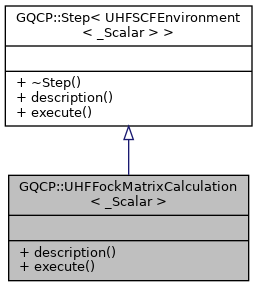 GQCP::Step< UHFSCFEnvironment
< _Scalar > >
+ ~Step()
+ description()
+ execute()
GQCP::UHFFockMatrixCalculation
< _Scalar >
+ description()
+ execute()